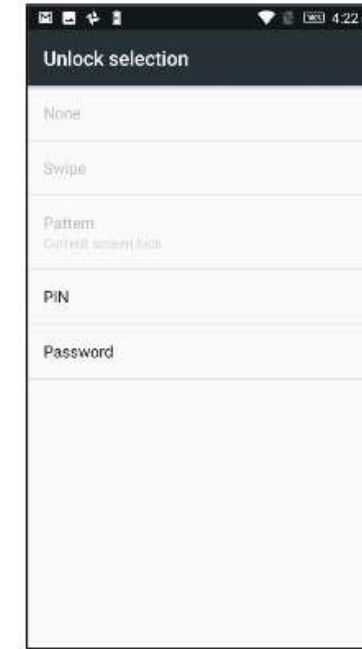 4:22
Unlock selection
None
Swipe
Pattern
Current screen lock
PIN
Password